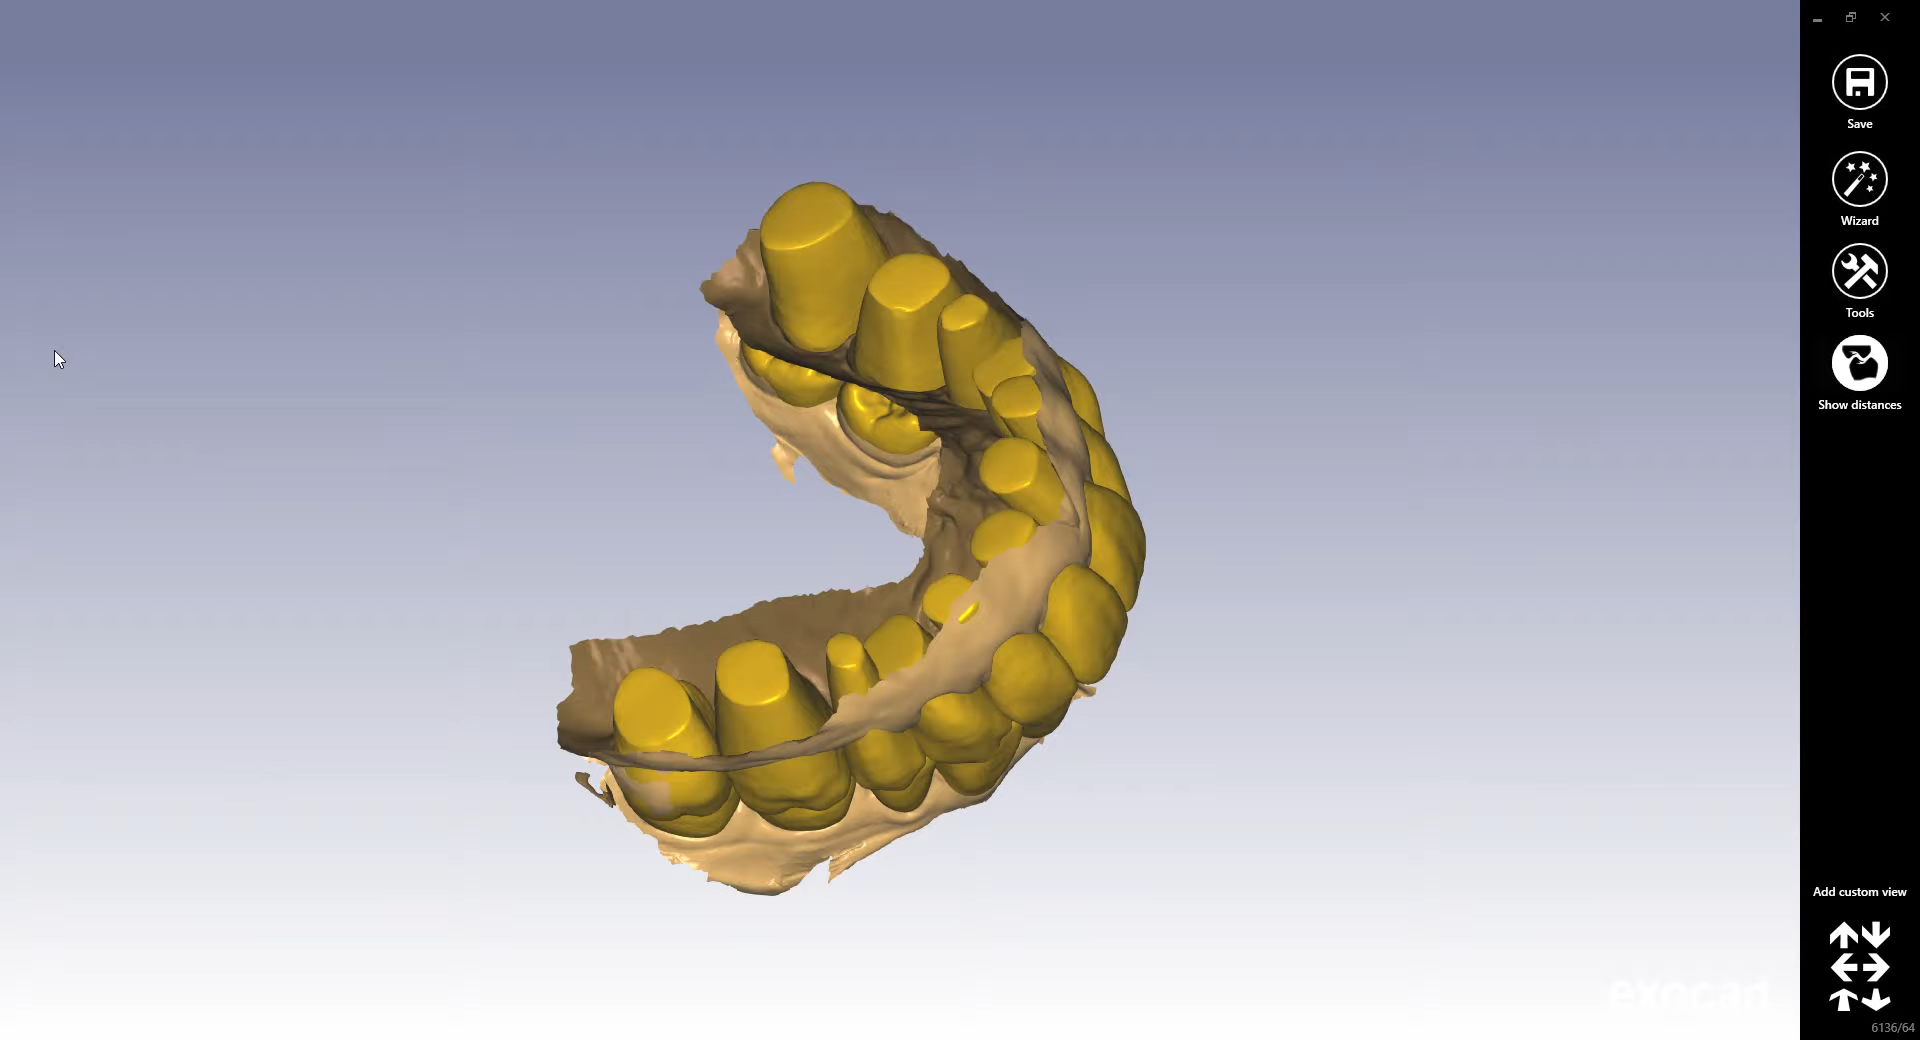 Save
Wizard
Tools
Show distances
Add custom view
exocad
6136/64